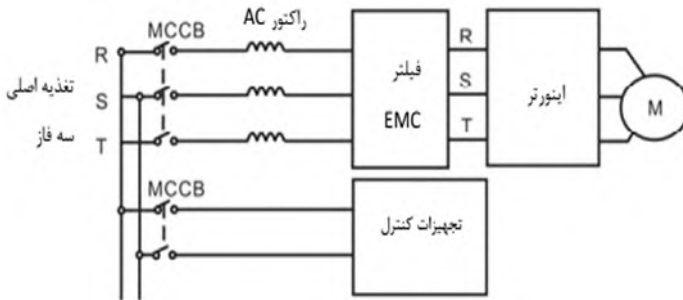 راکتور AC
MCCB
R
تغذیه اصلی
S
سه فاز
T
فیلتر
EMC
R
S
T
اینورتر
M
MCCB
تجهیزات کنترل